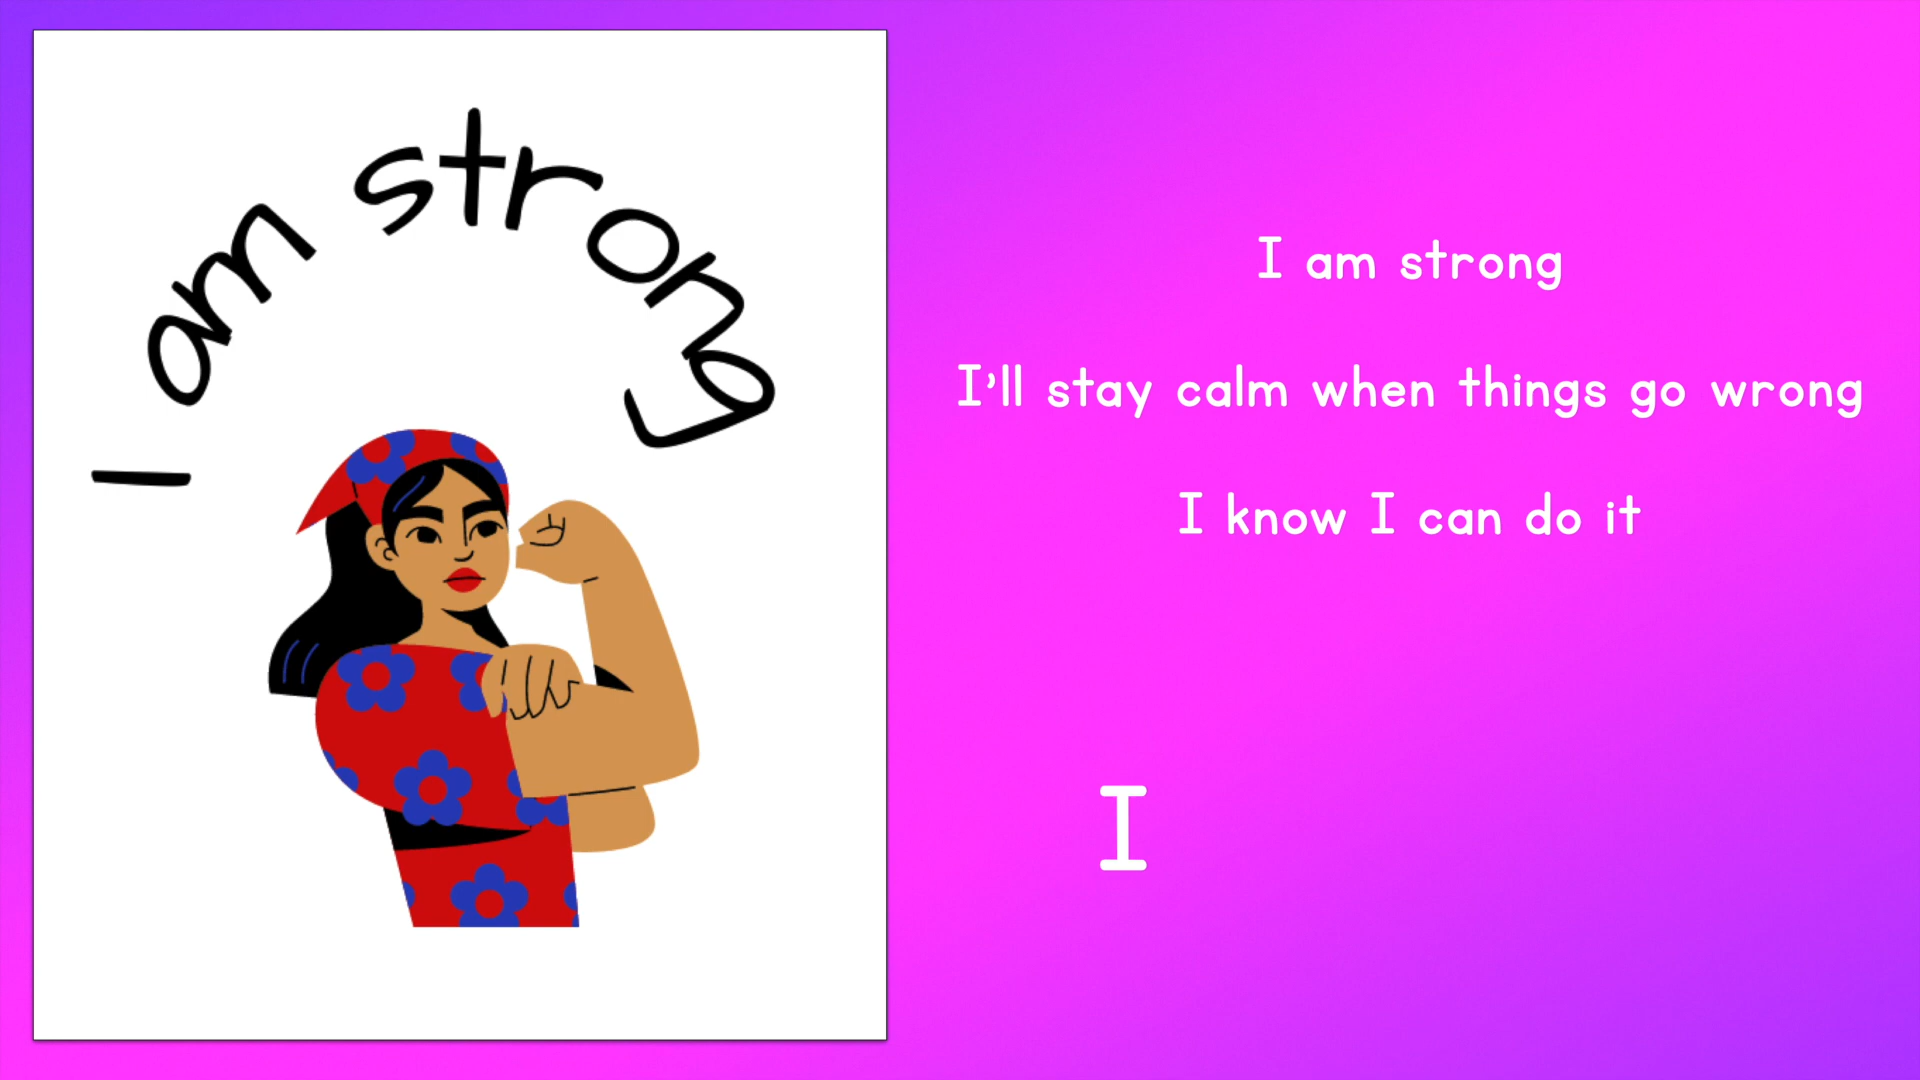 I am strong
I am strong
I'll stay calm when things go wrong
I know I can do it
I